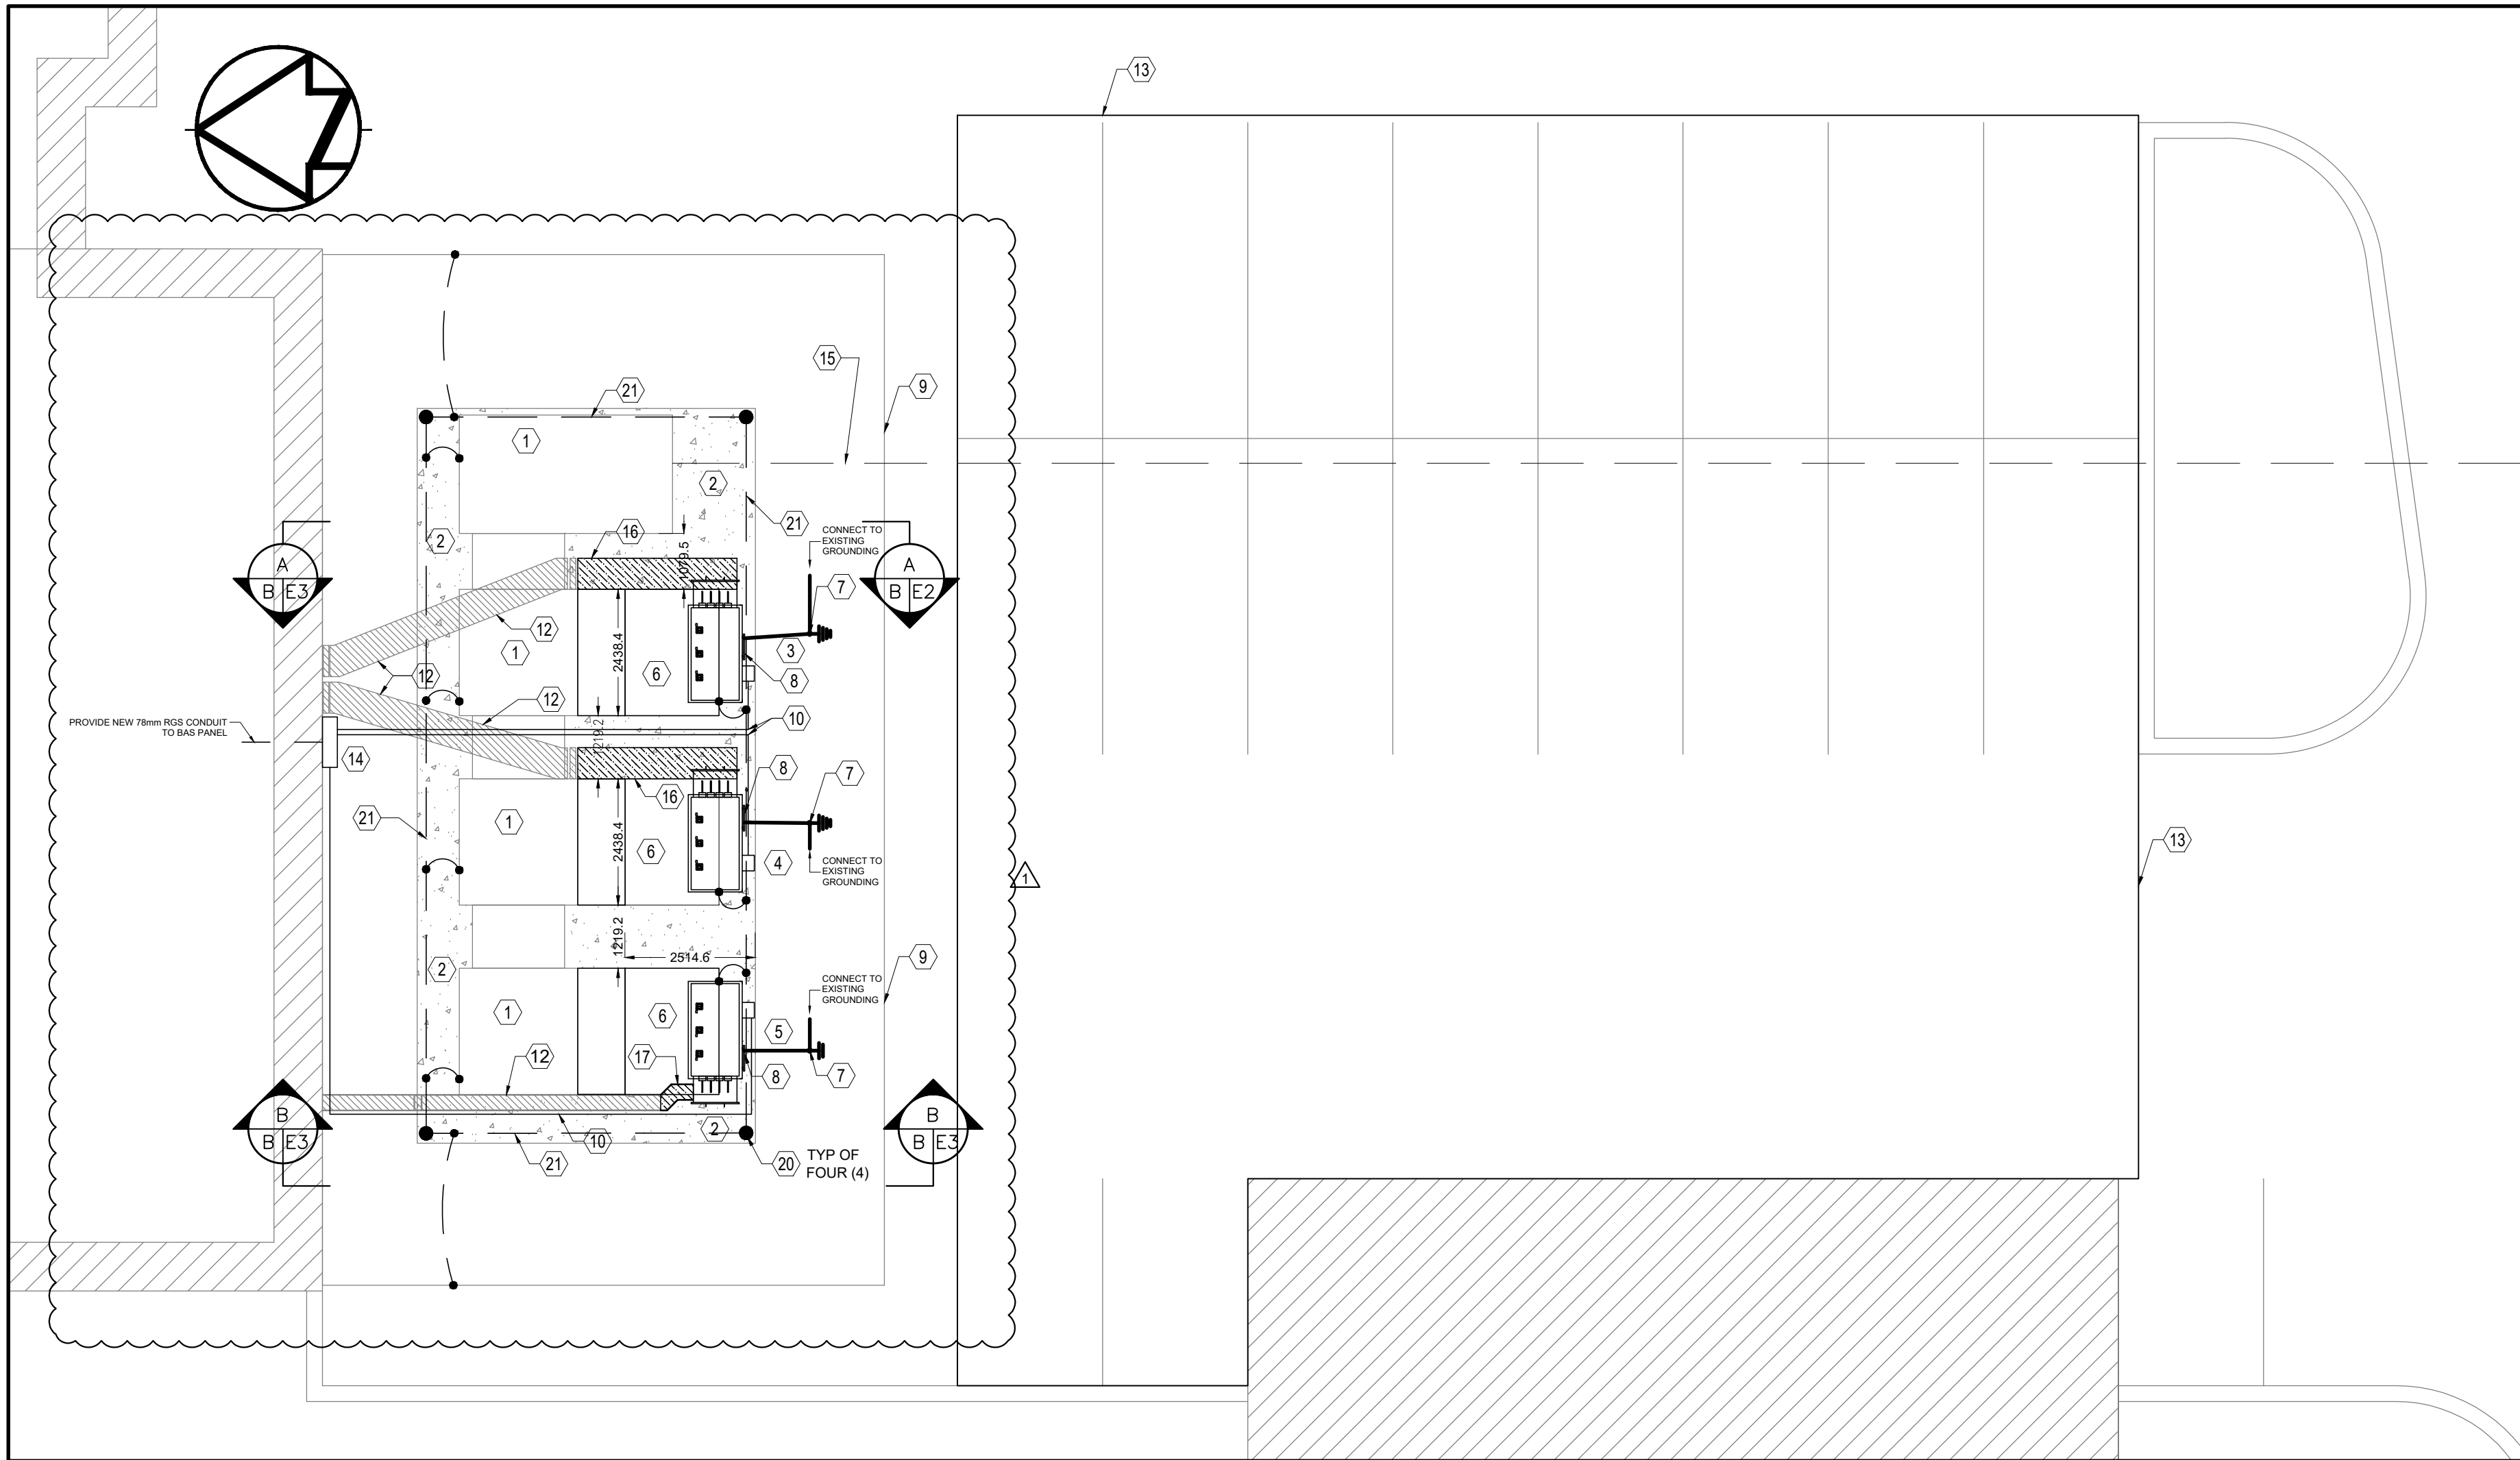 13
15
9
21
1
2
21
16
CONNECT TO
EXISTING
GROUNDING
2
1079.5
A
B E3
A
B E2
7
12
3
1
2438.4
6
12
8
12
10
1219.2
PROVIDE NEW 78mm RGS CONDUIT
TO BAS PANEL
14
8
7
16
21
1
2438.4
6
4
CONNECT TO
EXISTING
GROUNDING
13
1
1219.2
2514.6
9
2
CONNECT TO
EXISTING
GROUNDING
1
6
5
12
17
8
7
B
B E3
B
B E3
2
10
21
20
TYP OF
FOUR (4)